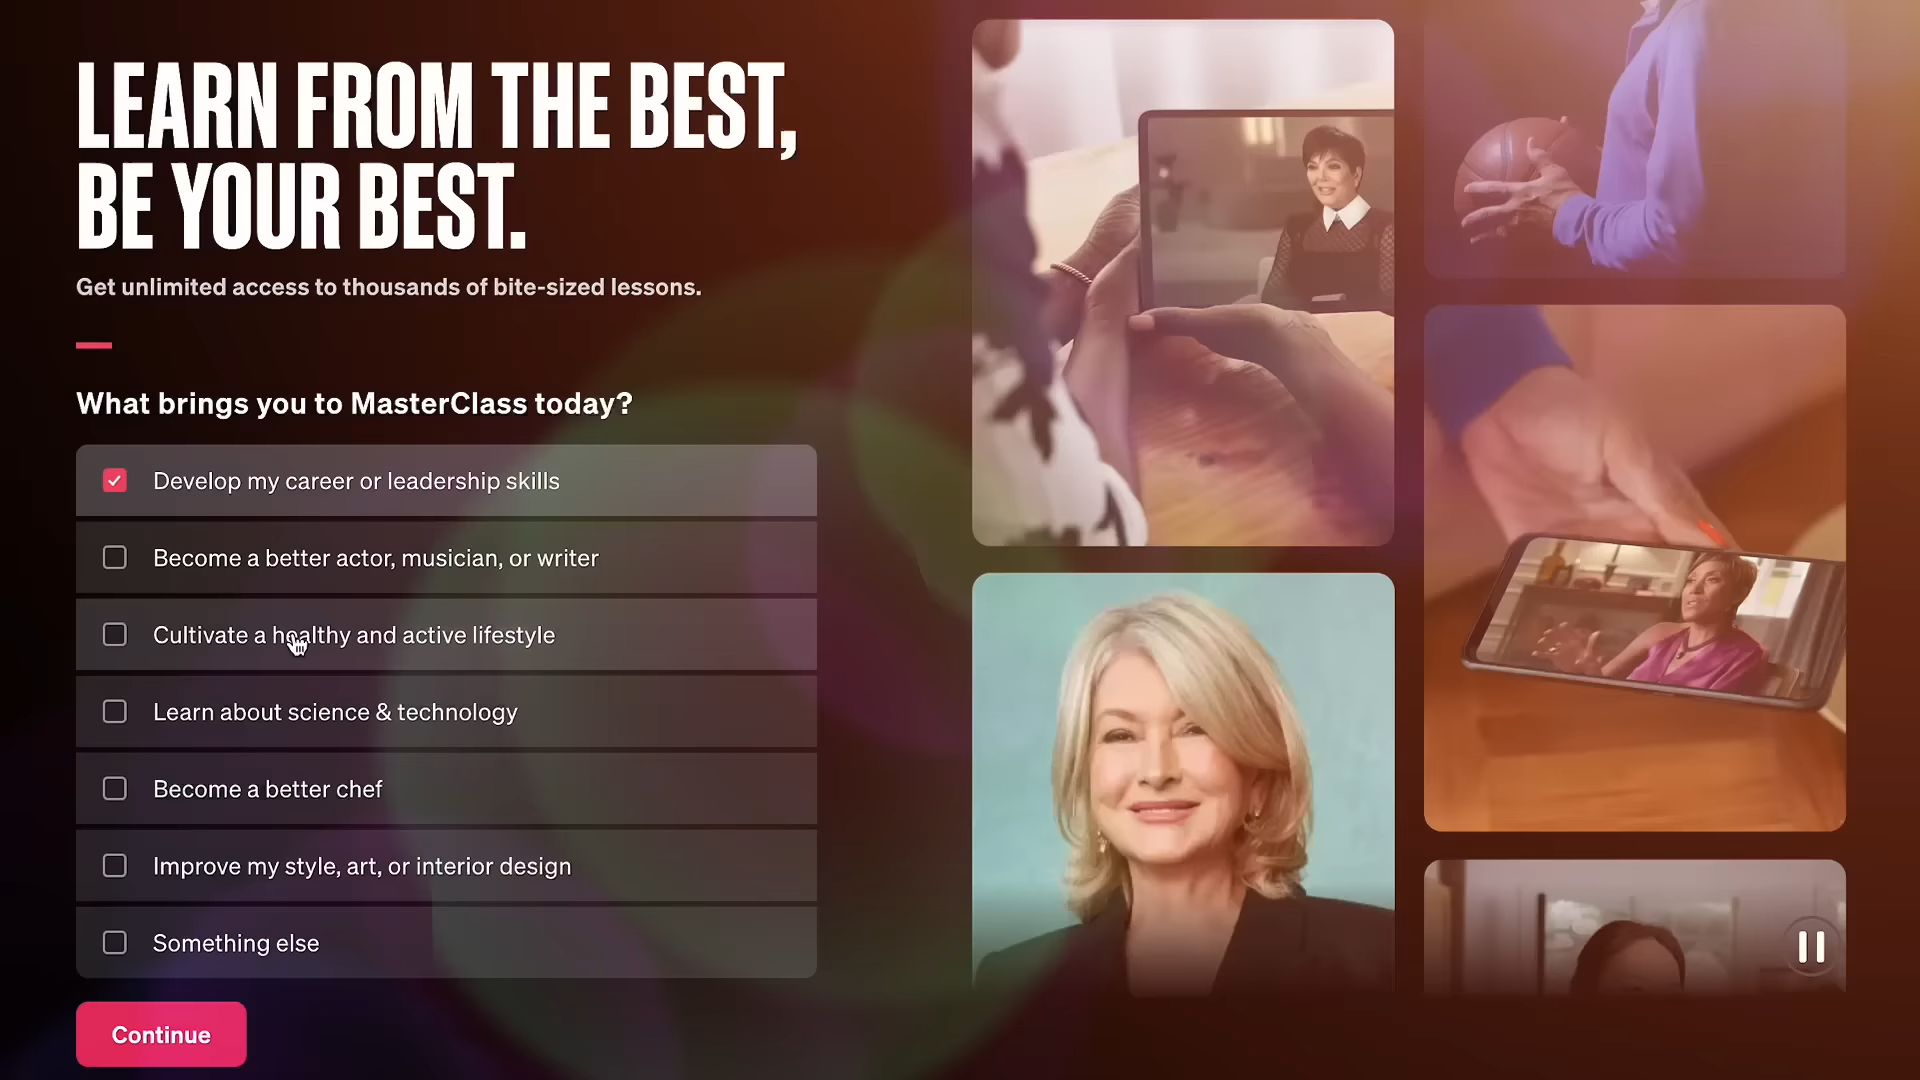 LEARN FROM THE BEST,
BE YOUR BEST.
Get unlimited access to thousands of bite-sized lessons.
What brings you to MasterClass today?
Develop my career or leadership skills
Become a better actor, musician, or writer
Cultivate a healthy and active lifestyle
Learn about science & technology
Become a better chef
Improve my style, art, or interior design
Something else
Continue